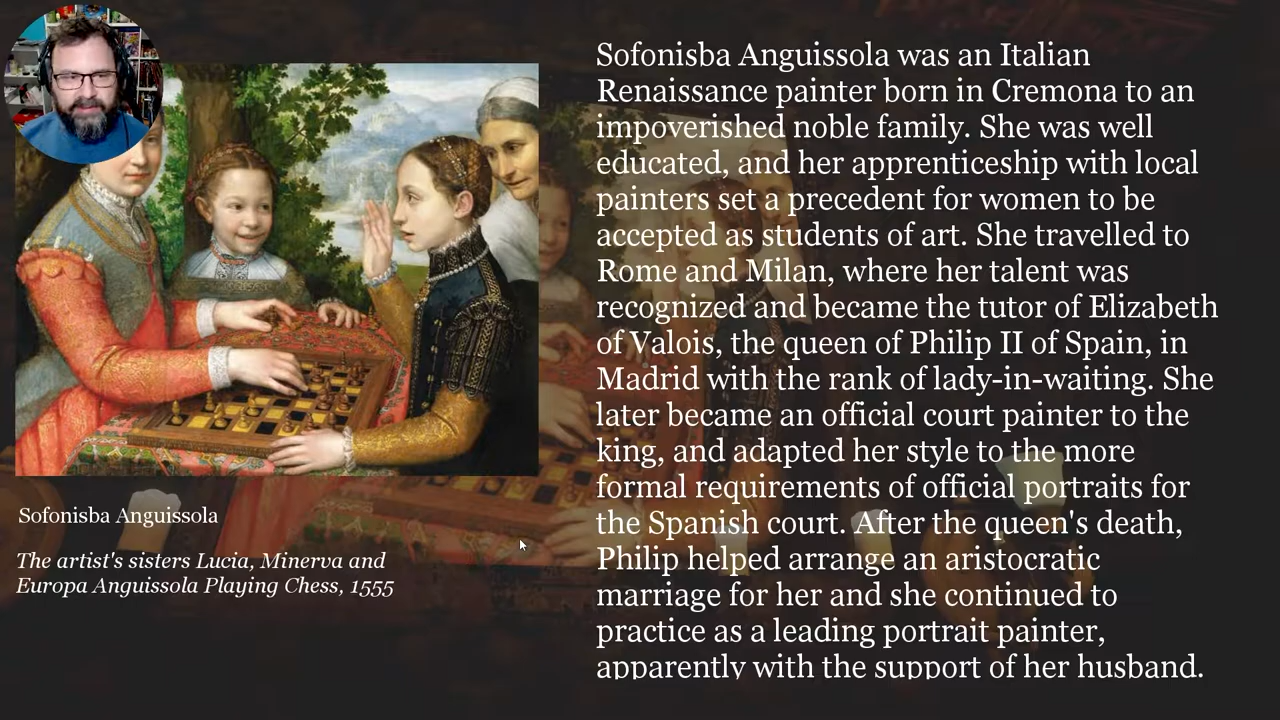 Sofonisba Anguissola was an Italian
Renaissance painter born in Cremona to an
impoverished noble family. She was well
educated, and her apprenticeship with local
painters set a precedent for women to be
accepted as students of art. She travelled to
Rome and Milan, where her talent was
recognized and became the tutor of Elizabeth
of Valois, the queen of Philip II of Spain, in
Madrid with the rank of lady-in-waiting. She
later became an official court painter to the
king, and adapted her style to the more
formal requirements of official portraits for
the Spanish court. After the queen's death,
Philip helped arrange an aristocratic
marriage for her and she continued to
practice as a leading portrait painter,
apparently with the support of her husband.
Sofonisba Anguissola
The artist's sisters Lucia, Minerva and
Europa Anguissola Playing Chess, 1555